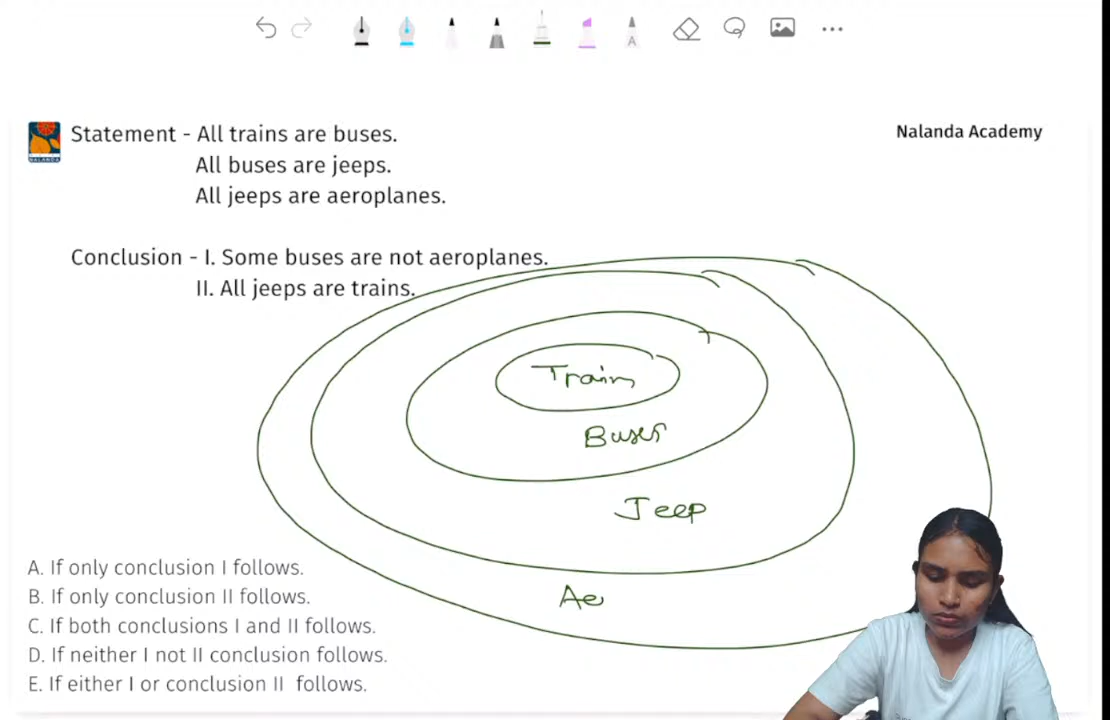 Statement - All trains are buses.
Nalanda Academy
All buses are jeeps.
All jeeps are aeroplanes.
NALANDA
Conclusion - I. Some buses are not aeroplanes.
II. All jeeps are trains.
Train
Buses
Jeep
A. If only conclusion I follows.
B. If only conclusion II follows.
Ae
C. If both conclusions I and II follows.
D. If neither I not II conclusion follows.
E. If either I or conclusion II follows.